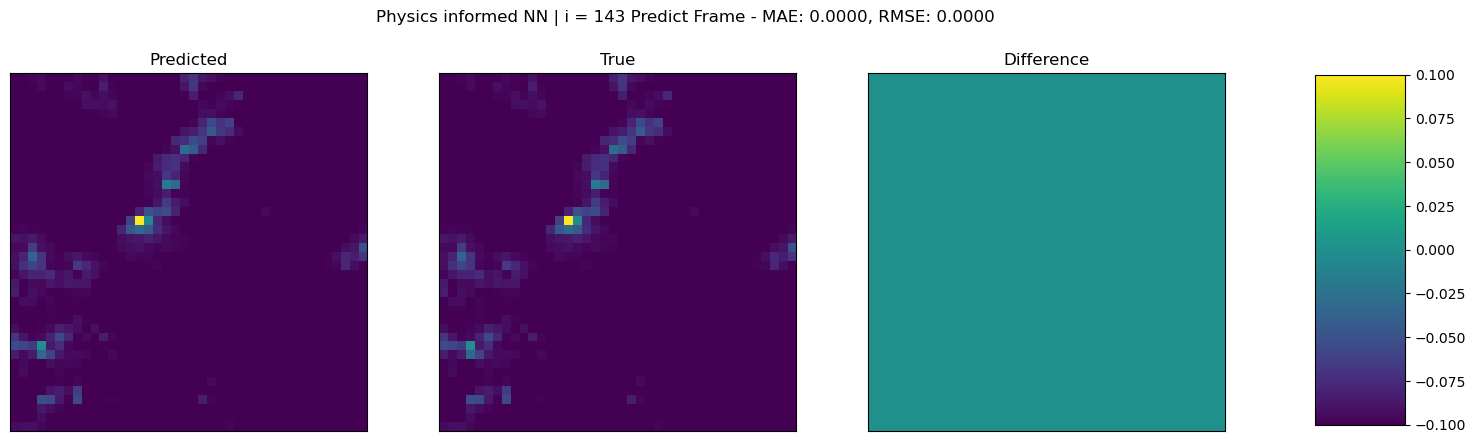 Physics informed NN | i = 143 Predict Frame - MAE: 0.0000, RMSE: 0.0000
Predicted
True
Difference
0.100
0.075
0.050
0.025
0.000
−0.025
−0.050
−0.075
−0.100